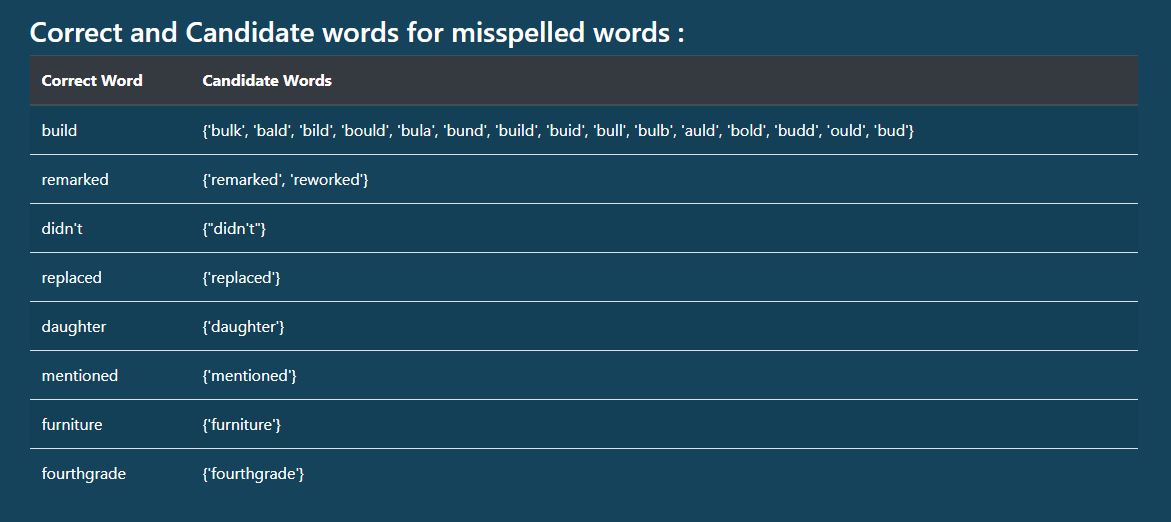 Correct and Candidate words for misspelled words :
Correct Word Candidate Words
build {'bulk', 'bald', 'bild', 'bould', 'bula', 'bund', 'build', 'buid', 'bull', 'bulb', 'auld', 'bold', 'budd', 'ould', 'bud'}
remarked {'remarked', 'reworked'}
didn't {"didn't"}
replaced {'replaced'}
daughter {'daughter'}
mentioned {'mentioned'}
furniture {'furniture'}
fourthgrade {'fourthgrade'}